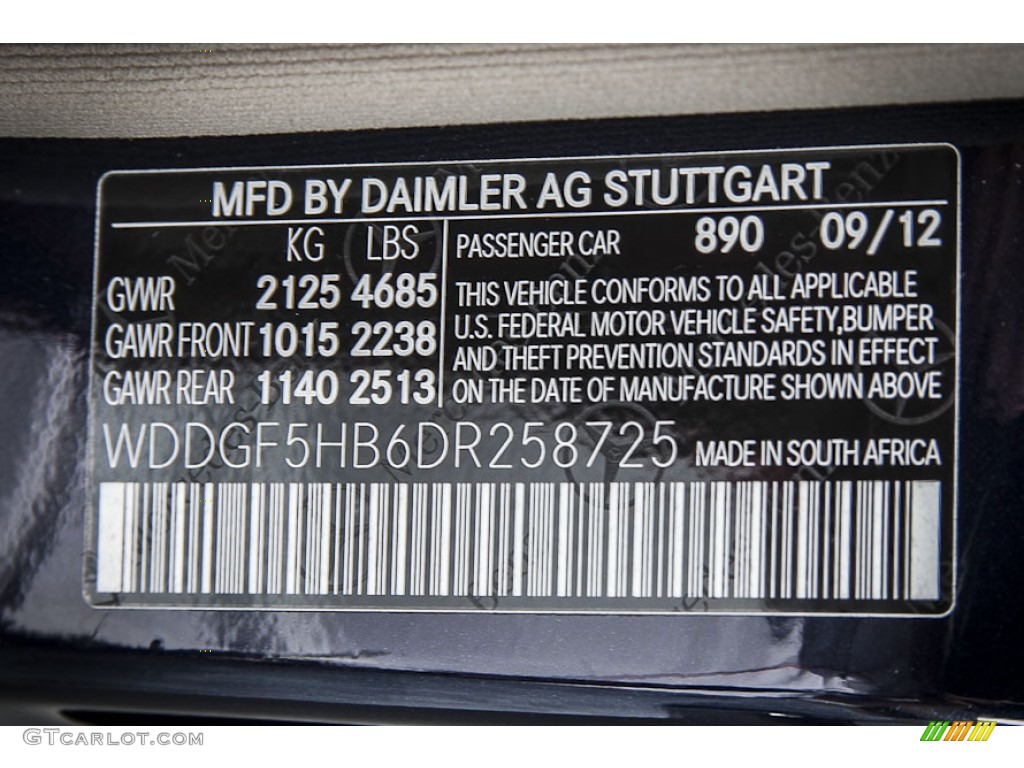 MFD BY DAIMLER AG STUTTGART
KG LBS
GVWR 2125 4685
GAWR FRONT 1015 2238
GAWR REAR 1140 2513
PASSENGER CAR 890 09/12
THIS VEHICLE CONFORMS TO ALL APPLICABLE
U.S. FEDERAL MOTOR VEHICLE SAFETY,BUMPER
AND THEFT PREVENTION STANDARDS IN EFFECT
ON THE DATE OF MANUFACTURE SHOWN ABOVE
WDDGF5HB6DR258725 MADE IN SOUTH AFRICA
GTCarlot.com